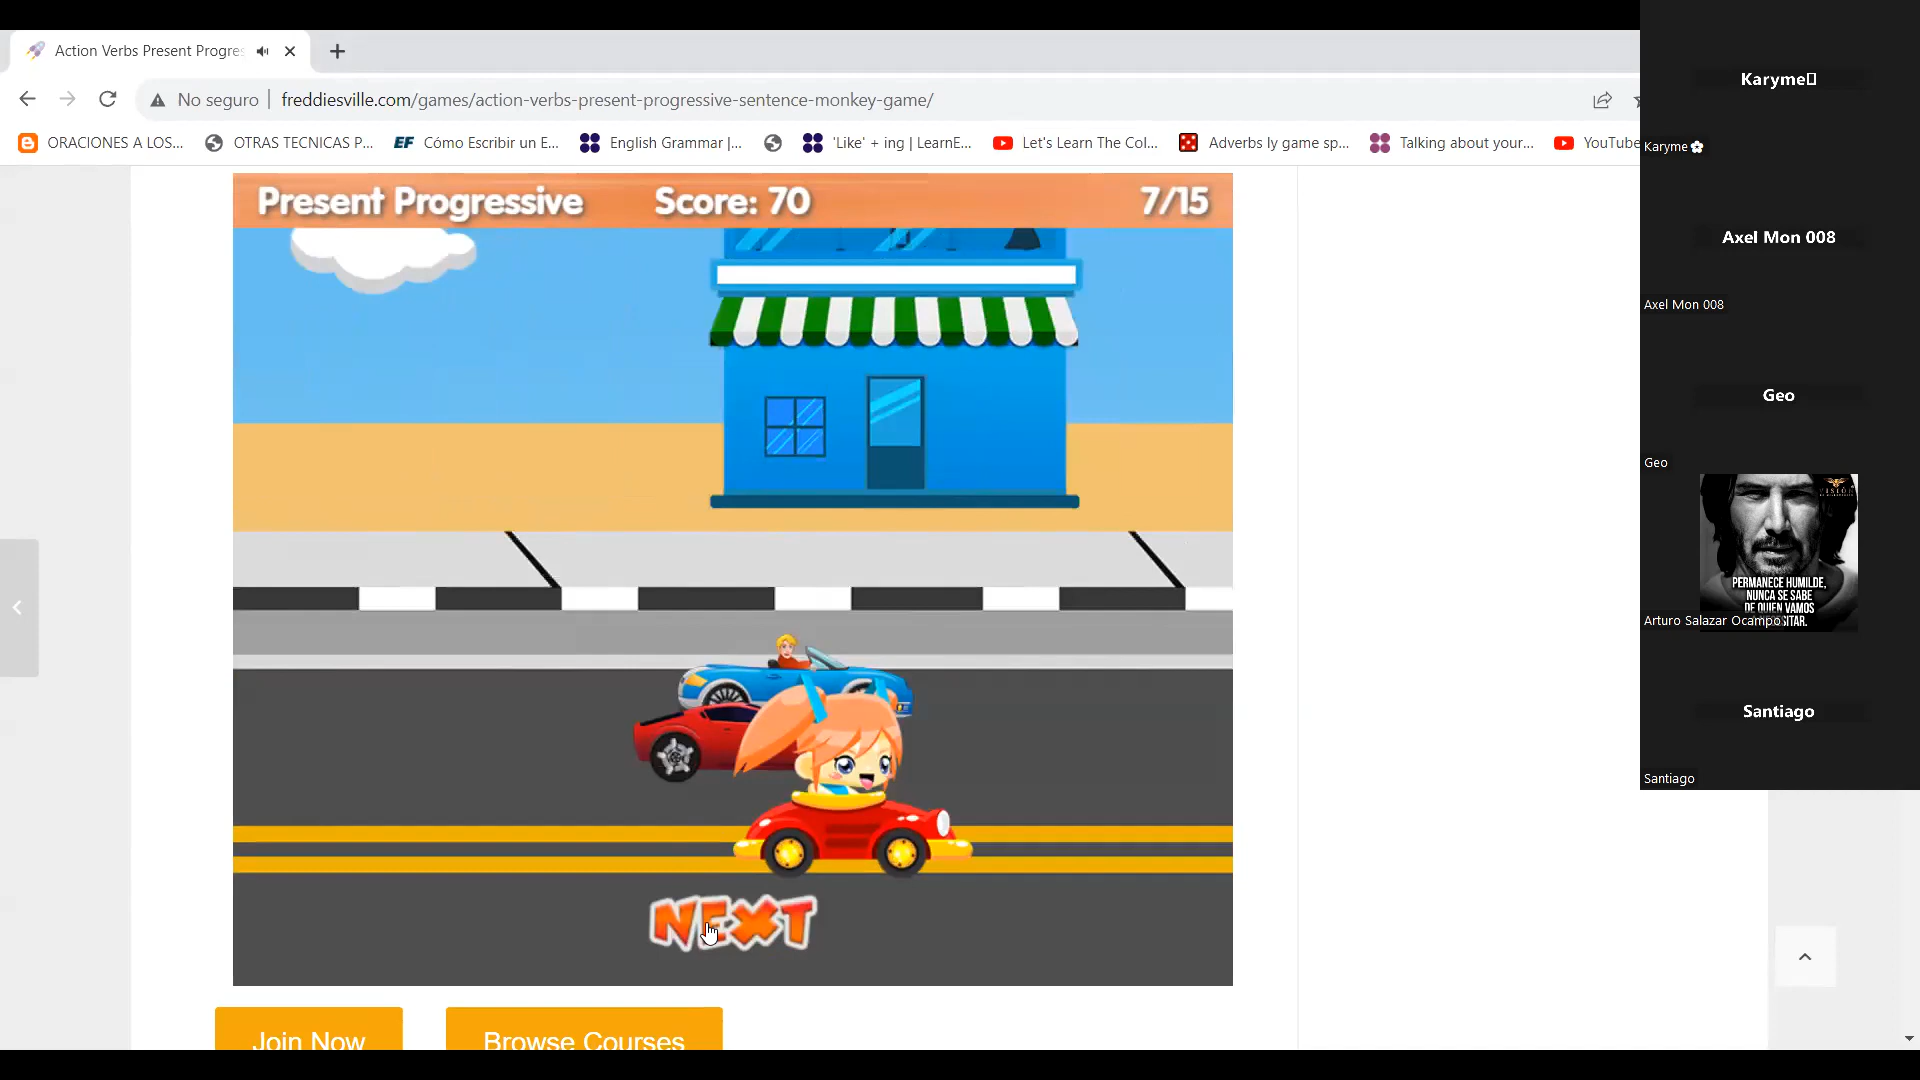 Action Verbs Present Progres
No seguro
freddiesville.com/games/action-verbs-present-progressive-sentence-monkey-game/
ORACIONES A LOS...
OTRAS TECNICAS P...
EF
Cómo Escribir un E...
English Grammar |...
'Like' + ing | LearnE...
Let's Learn The Col...
Adverbs ly game sp...
Talking about your...
YouTube
Present Progressive
Score: 70
7/15
NEXT
Join Now
Browse Courses
Karyme
Karyme
Axel Mon 008
Axel Mon 008
Geo
Geo
PERMANECE HUMILDE,
NUNCA SE SABE
DE QUIEN VAMOS
Arturo Salazar Ocampo
SITAR.
Santiago
Santiago